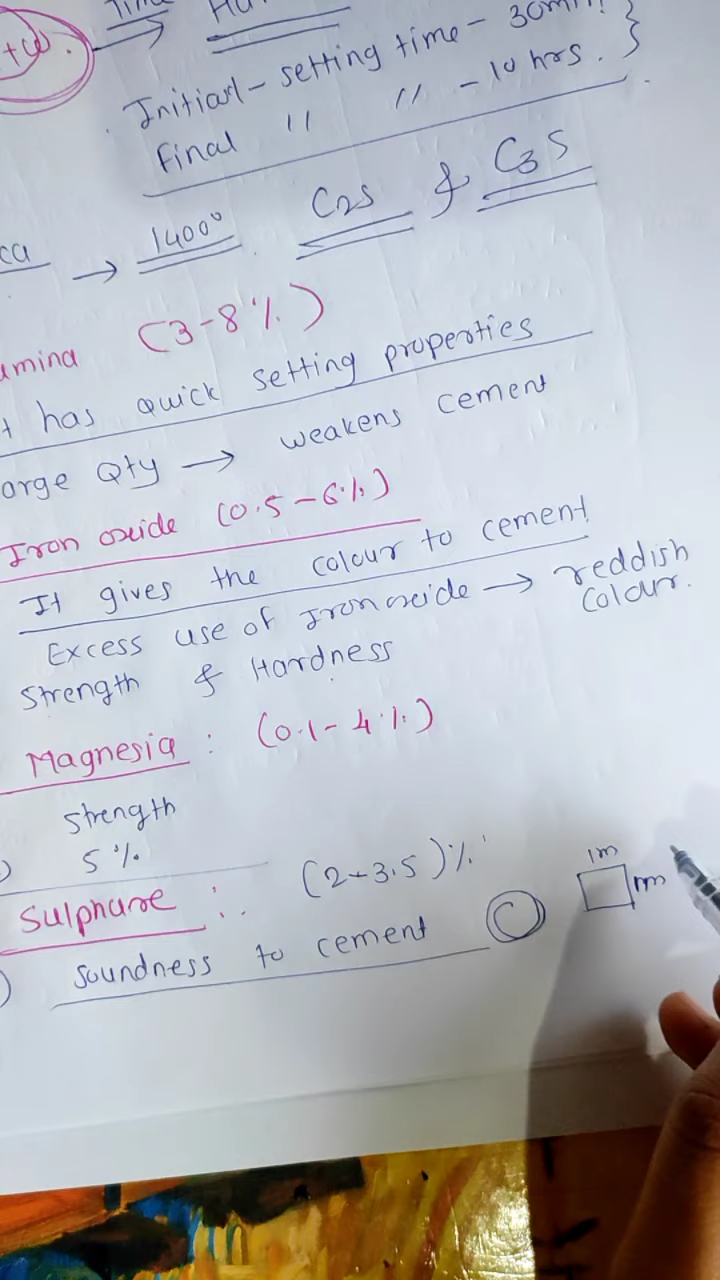 Time
Initial - setting time - 30min
Final " " - 10 hrs.
→ 1400° C2S & C3S
(3-8%)
has quick setting properties
Qty → weakens cement
Iron oxide (0.5-6%)
It gives the colour to cement
Excess use of Iron oxide → reddish
colour.
Strength & Hardness
Magnesia : (0.1-4%)
Strength
5%
Sulphure : (2-3.5)%
1m
1m
Soundness to cement C